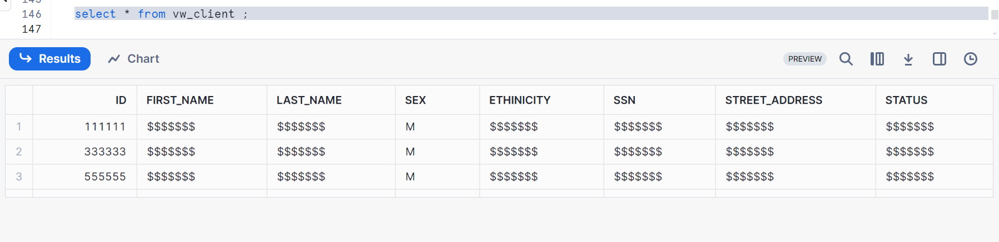 146 select * from vw_client ;
147
Results Chart PREVIEW
ID FIRST_NAME LAST_NAME SEX ETHINICITY SSN STREET_ADDRESS STATUS
1 111111 $$$$$$$ $$$$$$$ M $$$$$$$ $$$$$$$ $$$$$$$ $$$$$$$
2 333333 $$$$$$$ $$$$$$$ M $$$$$$$ $$$$$$$ $$$$$$$ $$$$$$$
3 555555 $$$$$$$ $$$$$$$ M $$$$$$$ $$$$$$$ $$$$$$$ $$$$$$$